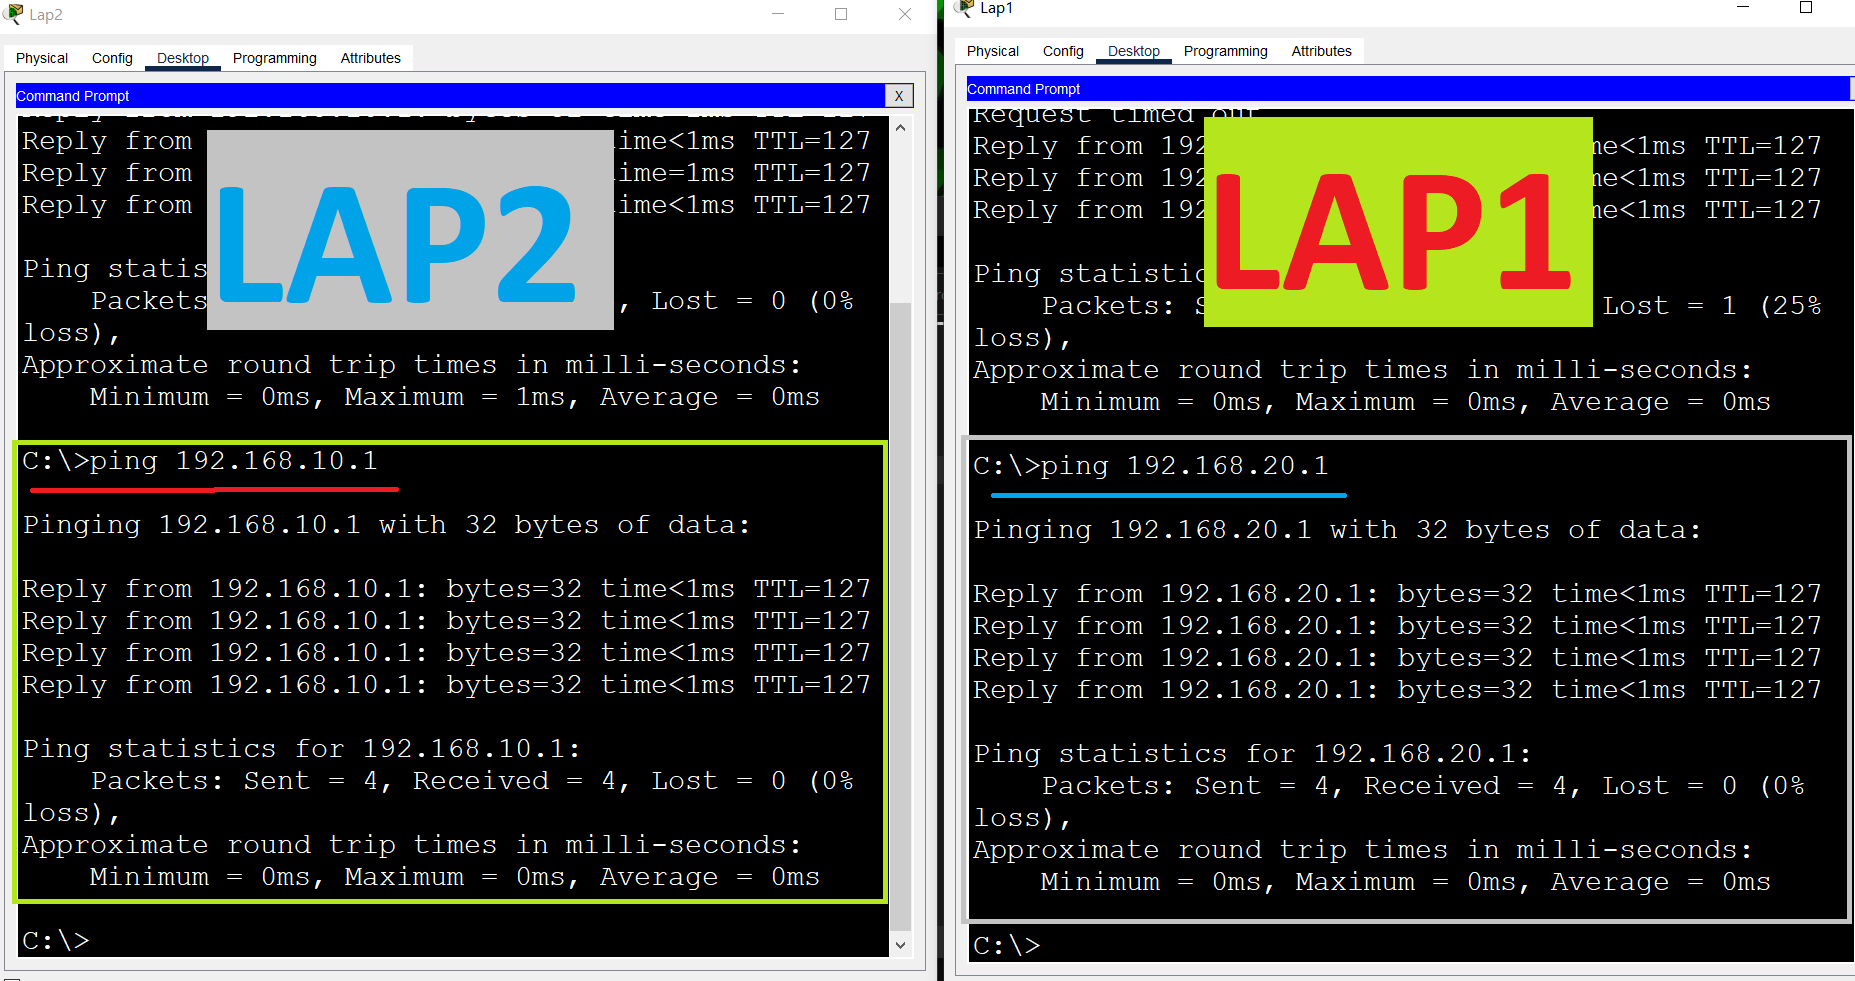 Lap2
Physical Config Desktop Programming Attributes
Command Prompt X
Reply from ime<1ms TTL=127
Reply from ime=1ms TTL=127
Reply from ime<1ms TTL=127
LAP2
Ping statis
Packets , Lost = 0 (0%
loss),
Approximate round trip times in milli-seconds:
Minimum = 0ms, Maximum = 1ms, Average = 0ms
C:\>ping 192.168.10.1
Pinging 192.168.10.1 with 32 bytes of data:
Reply from 192.168.10.1: bytes=32 time<1ms TTL=127
Reply from 192.168.10.1: bytes=32 time<1ms TTL=127
Reply from 192.168.10.1: bytes=32 time<1ms TTL=127
Reply from 192.168.10.1: bytes=32 time<1ms TTL=127
Ping statistics for 192.168.10.1:
Packets: Sent = 4, Received = 4, Lost = 0 (0%
loss),
Approximate round trip times in milli-seconds:
Minimum = 0ms, Maximum = 0ms, Average = 0ms
C:\>
Lap1
Physical Config Desktop Programming Attributes
Command Prompt
Request timed out
Reply from 192 me<1ms TTL=127
Reply from 192 me<1ms TTL=127
Reply from 192 me<1ms TTL=127
LAP1
Ping statistic
Packets: S Lost = 1 (25%
loss),
Approximate round trip times in milli-seconds:
Minimum = 0ms, Maximum = 0ms, Average = 0ms
C:\>ping 192.168.20.1
Pinging 192.168.20.1 with 32 bytes of data:
Reply from 192.168.20.1: bytes=32 time<1ms TTL=127
Reply from 192.168.20.1: bytes=32 time<1ms TTL=127
Reply from 192.168.20.1: bytes=32 time<1ms TTL=127
Reply from 192.168.20.1: bytes=32 time<1ms TTL=127
Ping statistics for 192.168.20.1:
Packets: Sent = 4, Received = 4, Lost = 0 (0%
loss),
Approximate round trip times in milli-seconds:
Minimum = 0ms, Maximum = 0ms, Average = 0ms
C:\>